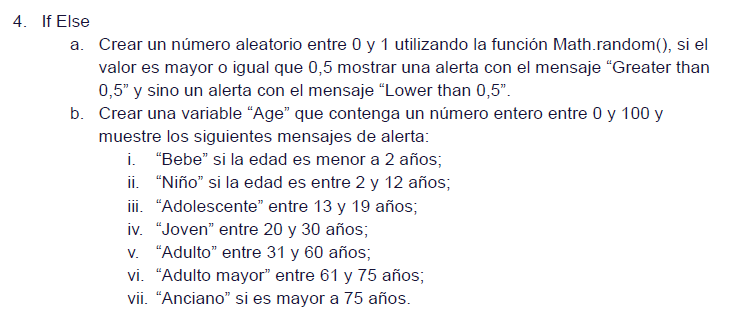 4. If Else
a. Crear un número aleatorio entre 0 y 1 utilizando la función Math.random(), si el
valor es mayor o igual que 0,5 mostrar una alerta con el mensaje “Greater than
0,5” y sino un alerta con el mensaje “Lower than 0,5”.
b. Crear una variable “Age” que contenga un número entero entre 0 y 100 y
muestre los siguientes mensajes de alerta:
i. “Bebe” si la edad es menor a 2 años;
ii. “Niño” si la edad es entre 2 y 12 años;
iii. “Adolescente” entre 13 y 19 años;
iv. “Joven” entre 20 y 30 años;
v. “Adulto” entre 31 y 60 años;
vi. “Adulto mayor” entre 61 y 75 años;
vii. “Anciano” si es mayor a 75 años.